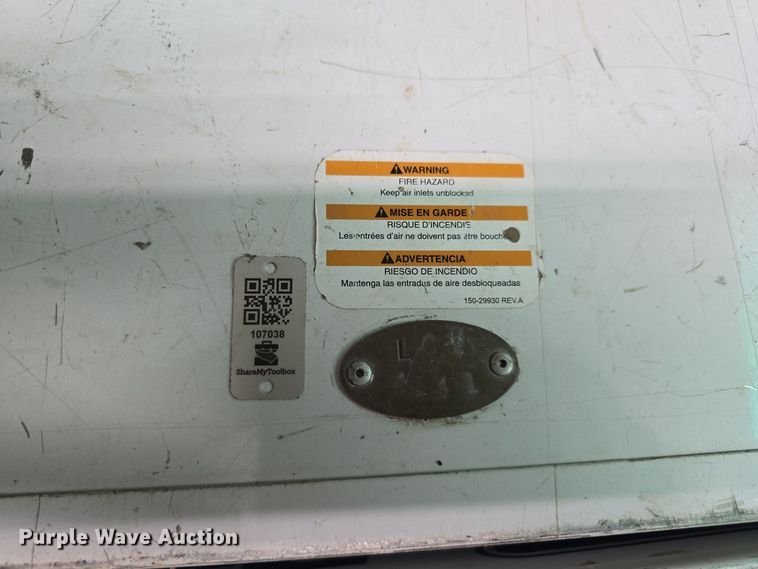 WARNING
FIRE HAZARD
Keep air inlets unblocked
MISE EN GARDE
RISQUE D'INCENDIE
Les entrées d'air ne doivent pas être bouchées
ADVERTENCIA
RIESGO DE INCENDIO
Mantenga las entradas de aire desbloqueadas
150-29930 REV.A
107038
ShareMyToolbox
Purple Wave Auction